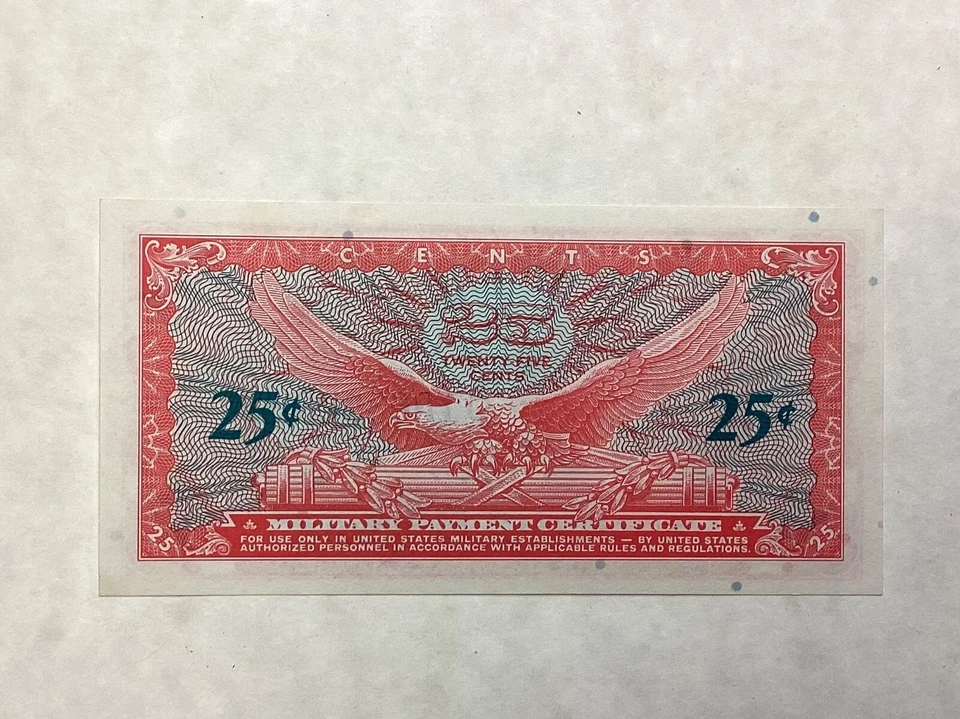 CENTS
25
TWENTY FIVE
CENTS
25¢ 25¢
MILITARY PAYMENT CERTIFICATE
25 FOR USE ONLY IN UNITED STATES MILITARY ESTABLISHMENTS — BY UNITED STATES 25
AUTHORIZED PERSONNEL IN ACCORDANCE WITH APPLICABLE RULES AND REGULATIONS.